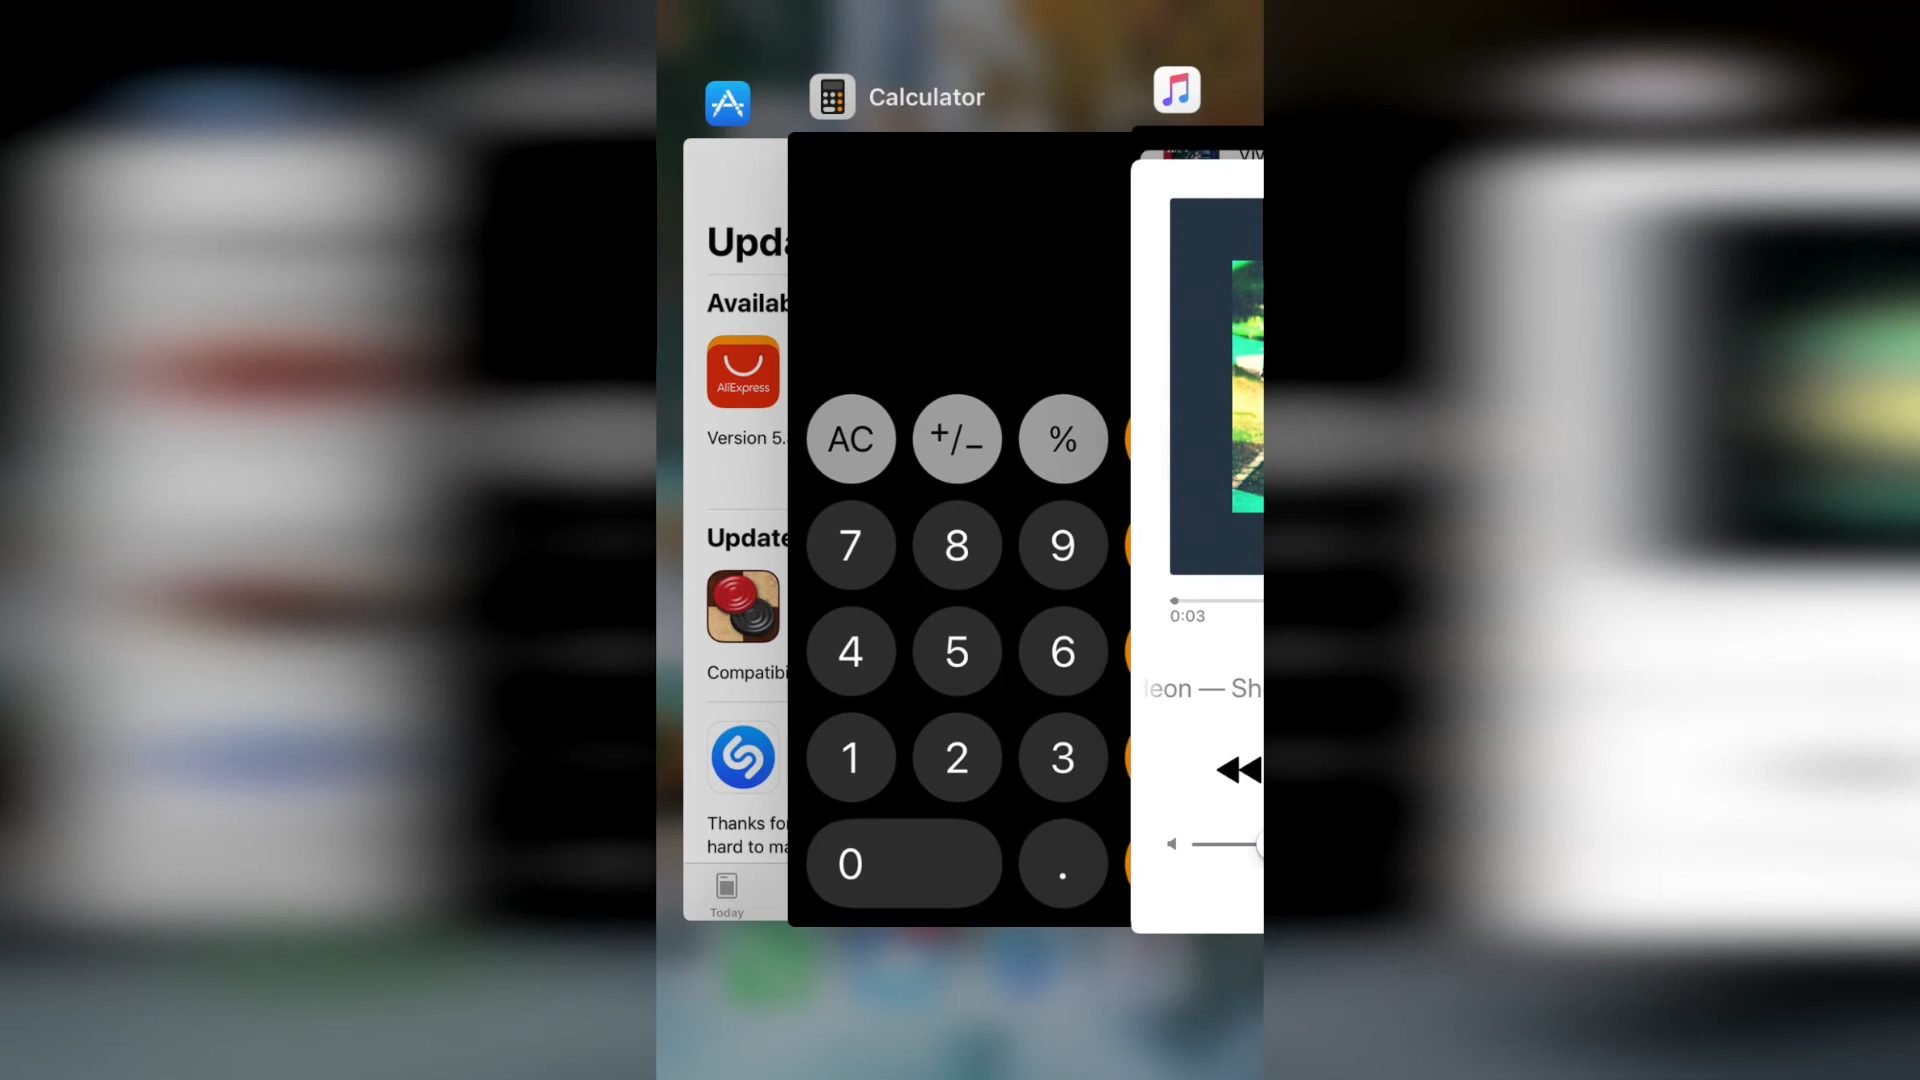 Calculator
Upda
Availab
AliExpress
Version 5.
Update
Compatibi
Thanks fo
hard to ma
Today
AC +/− %
7 8 9
4 5 6
1 2 3
0 .
0:03
leon — Sh